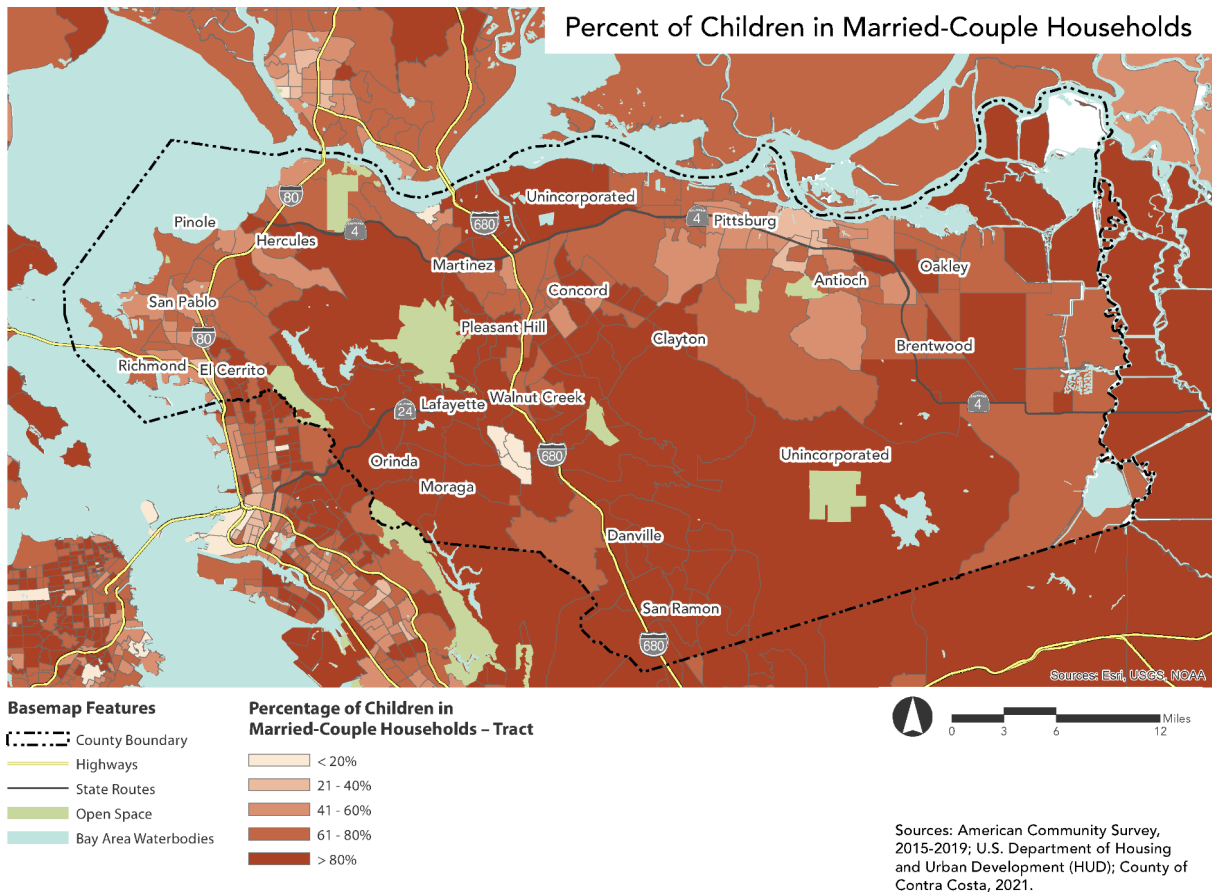 Percent of Children in Married-Couple Households
Unincorporated
80
Pinole
680
4
Pittsburg
4
Hercules
Martinez
Oakley
Antioch
Concord
San Pablo
Pleasant Hill
80
Clayton
Brentwood
Richmond
El Cerrito
Walnut Creek
Lafayette
24
4
680
Unincorporated
Orinda
Moraga
Danville
San Ramon
680
Sources: Esri, USGS, NOAA
Basemap Features
County Boundary
Highways
State Routes
Open Space
Bay Area Waterbodies
Percentage of Children in
Married-Couple Households – Tract
< 20%
21 - 40%
41 - 60%
61 - 80%
> 80%
Miles
0 3 6 12
Sources: American Community Survey,
2015-2019; U.S. Department of Housing
and Urban Development (HUD); County of
Contra Costa, 2021.